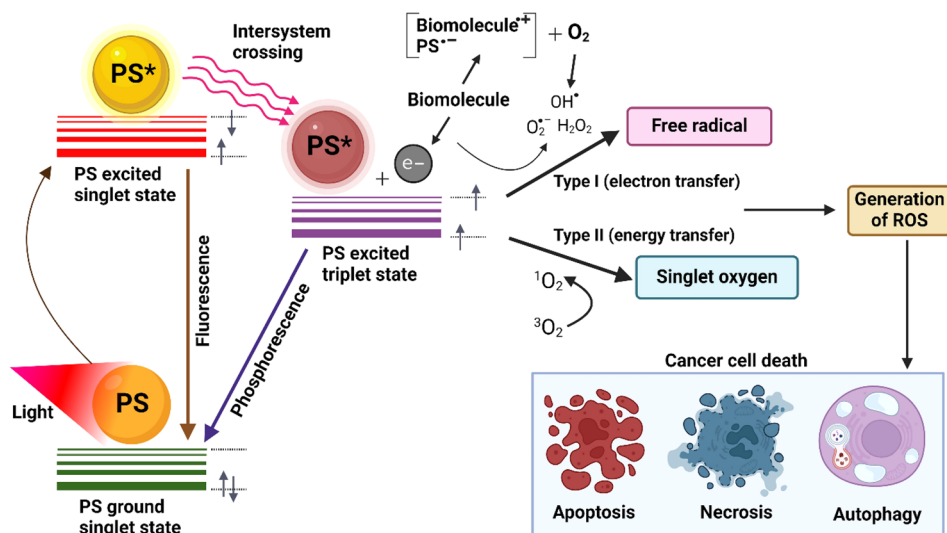 Intersystem
crossing
PS*
PS excited
singlet state
PS*
+
e−
PS excited
triplet state
[Biomolecule•+
PS•−] + O₂
Biomolecule
OH•
O₂•− H₂O₂
Free radical
Type I (electron transfer)
Type II (energy transfer)
Singlet oxygen
¹O₂
³O₂
Generation
of ROS
Fluorescence
Phosphorescence
Light
PS
PS ground
singlet state
Cancer cell death
Apoptosis
Necrosis
Autophagy